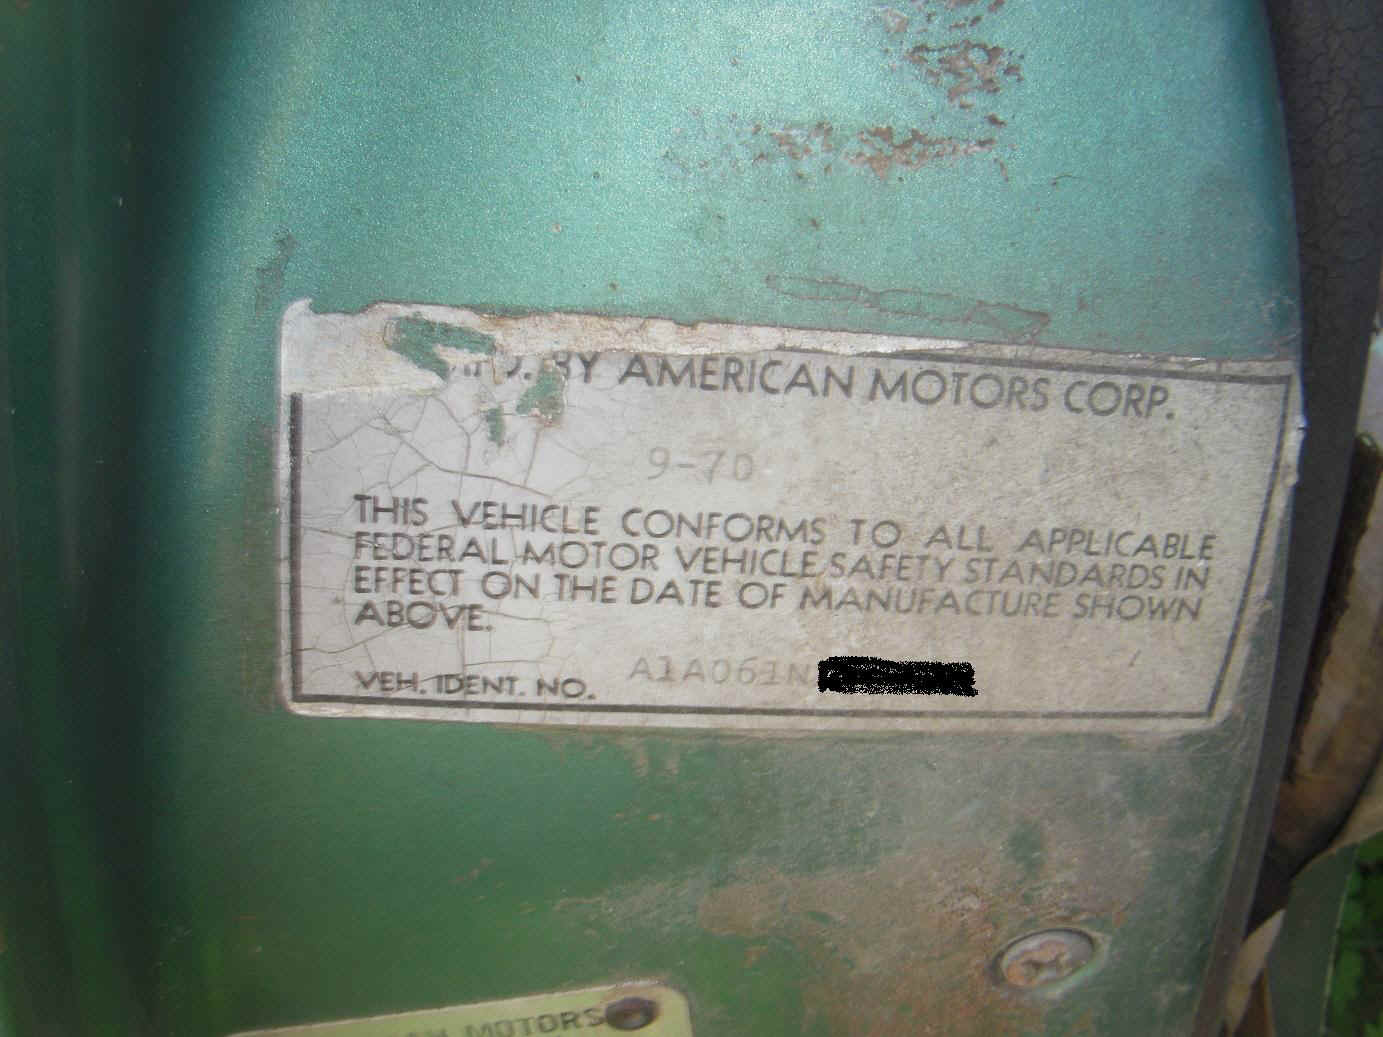 BY AMERICAN MOTORS CORP.
9-70
THIS VEHICLE CONFORMS TO ALL APPLICABLE
FEDERAL MOTOR VEHICLE SAFETY STANDARDS IN
EFFECT ON THE DATE OF MANUFACTURE SHOWN
ABOVE.
VEH. IDENT. NO. A1A061N
MOTORS